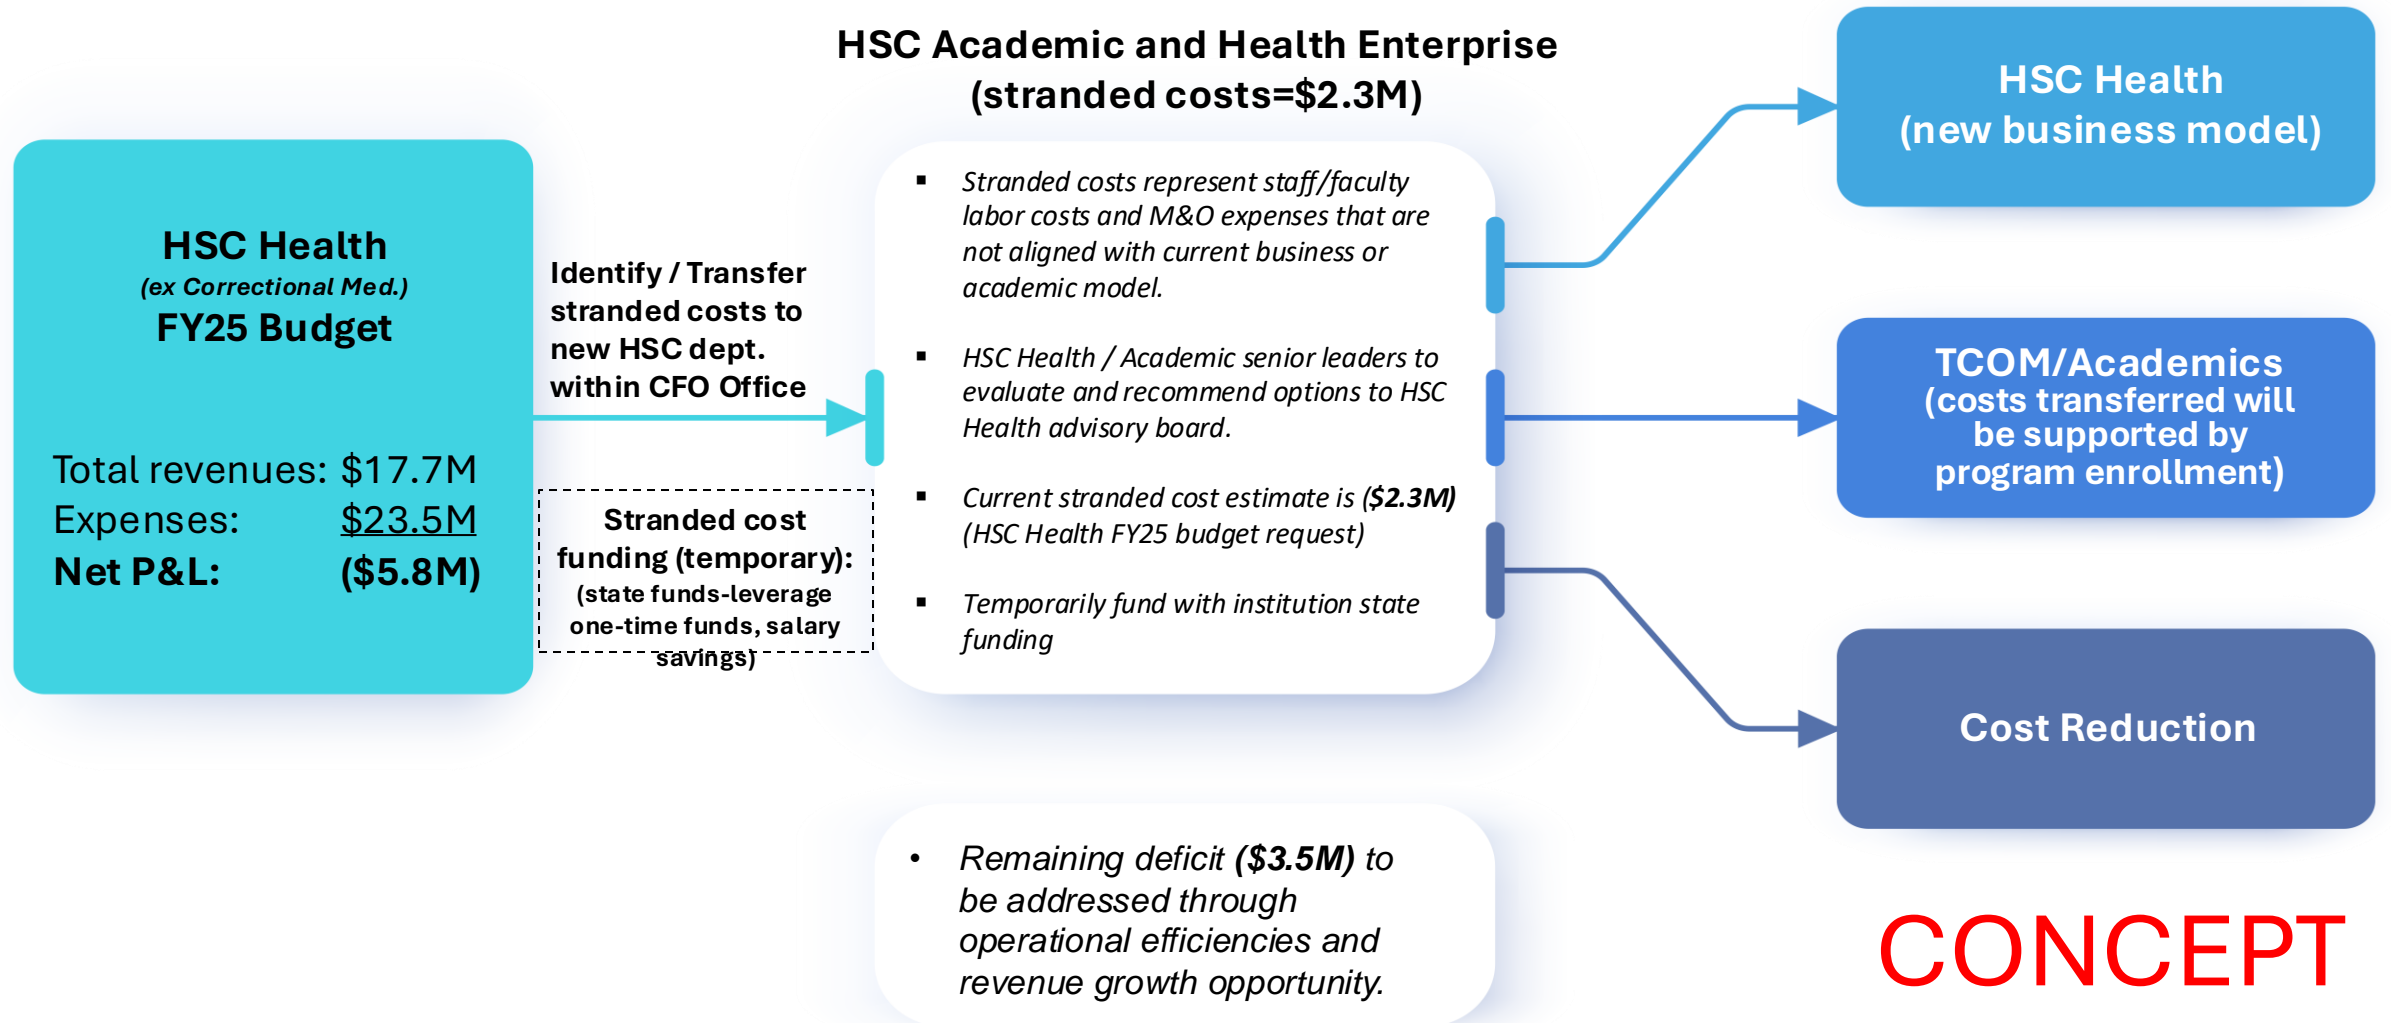 HSC Academic and Health Enterprise
(stranded costs=$2.3M)
HSC Health
(ex Correctional Med.)
FY25 Budget
Total revenues: $17.7M
Expenses: $23.5M
Net P&L: ($5.8M)
Identify / Transfer
stranded costs to
new HSC dept.
within CFO Office
Stranded cost
funding (temporary):
(state funds-leverage
one-time funds, salary
savings)
▪ Stranded costs represent staff/faculty
labor costs and M&O expenses that are
not aligned with current business or
academic model.
▪ HSC Health / Academic senior leaders to
evaluate and recommend options to HSC
Health advisory board.
▪ Current stranded cost estimate is ($2.3M)
(HSC Health FY25 budget request)
▪ Temporarily fund with institution state
funding
• Remaining deficit ($3.5M) to
be addressed through
operational efficiencies and
revenue growth opportunity.
HSC Health
(new business model)
TCOM/Academics
(costs transferred will
be supported by
program enrollment)
Cost Reduction
CONCEPT